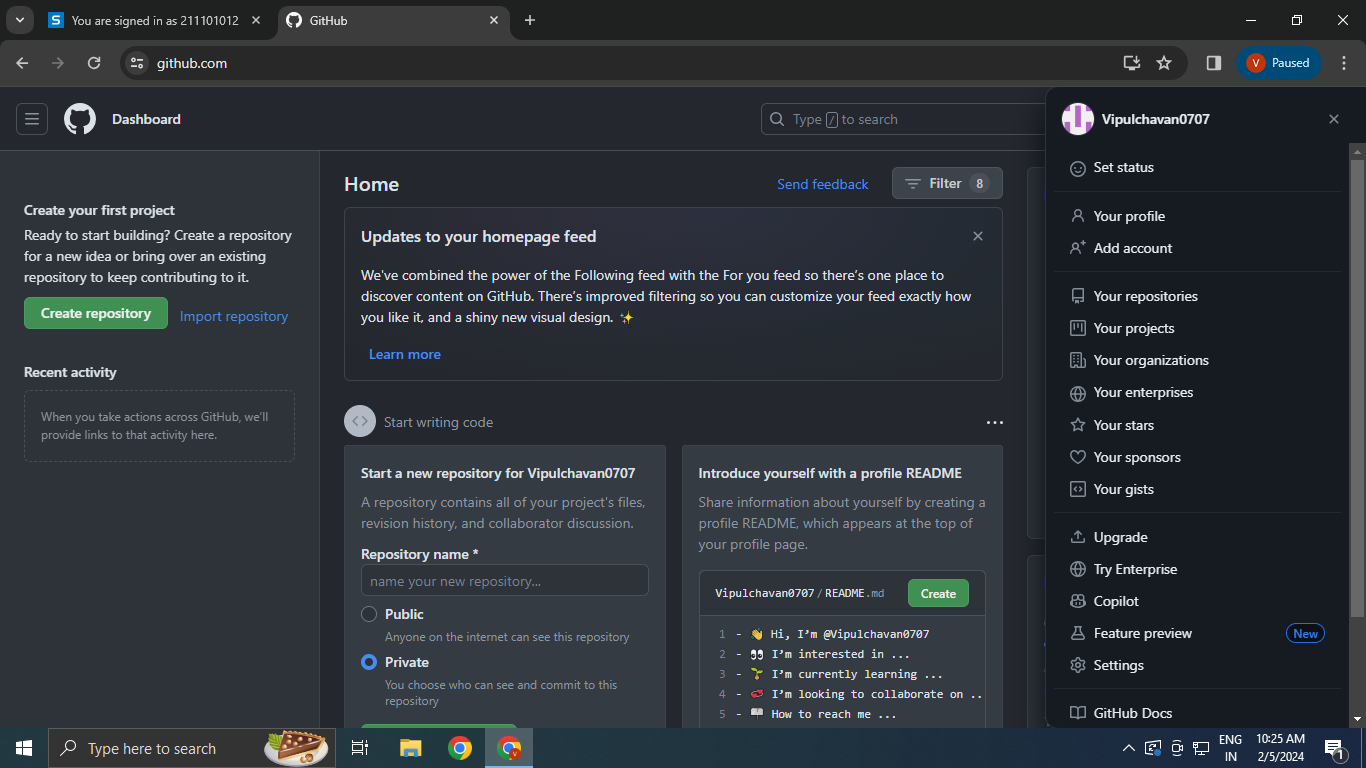 You are signed in as 211101012
GitHub
github.com
V Paused
Dashboard
Type / to search
Vipulchavan0707
Set status
Your profile
Add account
Your repositories
Your projects
Your organizations
Your enterprises
Your stars
Your sponsors
Your gists
Upgrade
Try Enterprise
Copilot
Feature preview New
Settings
GitHub Docs
Create your first project
Ready to start building? Create a repository
for a new idea or bring over an existing
repository to keep contributing to it.
Create repository Import repository
Recent activity
When you take actions across GitHub, we'll
provide links to that activity here.
Home
Send feedback
Filter 8
Updates to your homepage feed
We've combined the power of the Following feed with the For you feed so there's one place to
discover content on GitHub. There's improved filtering so you can customize your feed exactly how
you like it, and a shiny new visual design. ✨
Learn more
Start writing code
Start a new repository for Vipulchavan0707
A repository contains all of your project's files,
revision history, and collaborator discussion.
Repository name *
name your new repository...
Public
Anyone on the internet can see this repository
Private
You choose who can see and commit to this
repository
Introduce yourself with a profile README
Share information about yourself by creating a
profile README, which appears at the top of
your profile page.
Vipulchavan0707 / README.md Create
1 - 👋 Hi, I'm @Vipulchavan0707
2 - 👀 I'm interested in ...
3 - 🌱 I'm currently learning ...
4 - 💞️ I'm looking to collaborate on ..
5 - 📫 How to reach me ...
Type here to search
ENG
IN
10:25 AM
2/5/2024
1